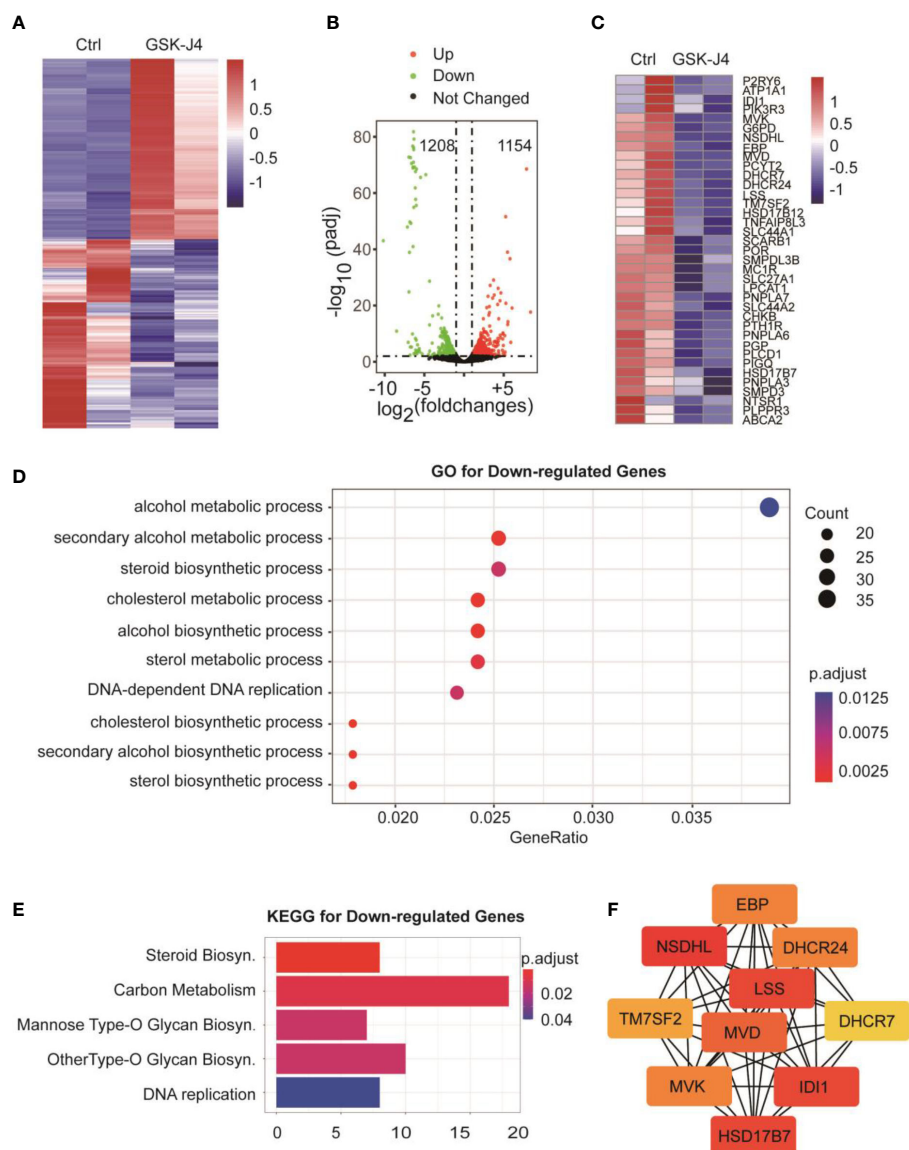 A
Ctrl GSK-J4
1
0.5
0
-0.5
-1
B
Up
Down
Not Changed
80
60
40
20
0
-log10 (padj)
1208
1154
-10
-5
0
+5
log2(foldchanges)
C
Ctrl GSK-J4
1
0.5
0
-0.5
-1
P2RY6
ATP1A1
IDI1
PIK3R3
MVK
G6PD
NSDHL
EBP
MVD
PCYT2
DHCR7
DHCR24
LSS
TM7SF2
HSD17B12
TNFAIP8L3
SLC44A1
SCARB1
POR
SMPDL3B
MC1R
SLC27A1
LPCAT1
PNPLA7
SLC44A2
CHKB
PTH1R
PNPLA6
PGP
PLCD1
PIGQ
HSD17B7
PNPLA3
SMPD3
NTSR1
PLPPR3
ABCA2
D
GO for Down-regulated Genes
alcohol metabolic process
secondary alcohol metabolic process
steroid biosynthetic process
cholesterol metabolic process
alcohol biosynthetic process
sterol metabolic process
DNA-dependent DNA replication
cholesterol biosynthetic process
secondary alcohol biosynthetic process
sterol biosynthetic process
0.020
0.025
0.030
0.035
GeneRatio
Count
20
25
30
35
p.adjust
0.0125
0.0075
0.0025
E
KEGG for Down-regulated Genes
Steroid Biosyn.
Carbon Metabolism
Mannose Type-O Glycan Biosyn.
OtherType-O Glycan Biosyn.
DNA replication
0
5
10
15
20
p.adjust
0.02
0.04
F
EBP
NSDHL
DHCR24
LSS
TM7SF2
DHCR7
MVD
MVK
IDI1
HSD17B7